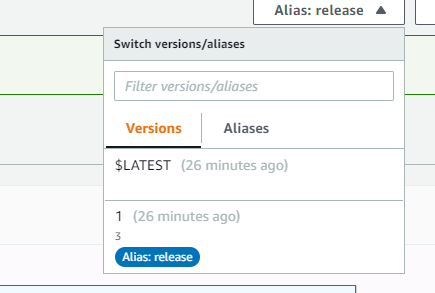 Alias: release
Switch versions/aliases
Filter versions/aliases
Versions
Aliases
$LATEST (26 minutes ago)
1 (26 minutes ago)
3
Alias: release